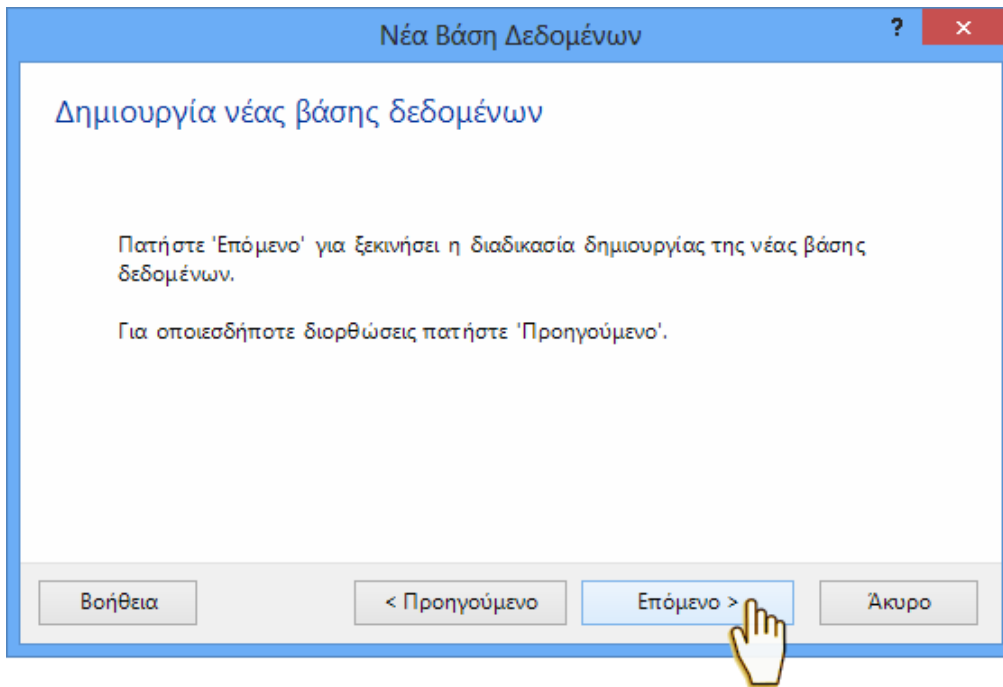 Νέα Βάση Δεδομένων
?
×
Δημιουργία νέας βάσης δεδομένων
Πατήστε 'Επόμενο' για ξεκινήσει η διαδικασία δημιουργίας της νέας βάσης
δεδομένων.
Για οποιεσδήποτε διορθώσεις πατήστε 'Προηγούμενο'.
Βοήθεια
< Προηγούμενο
Επόμενο >
Άκυρο